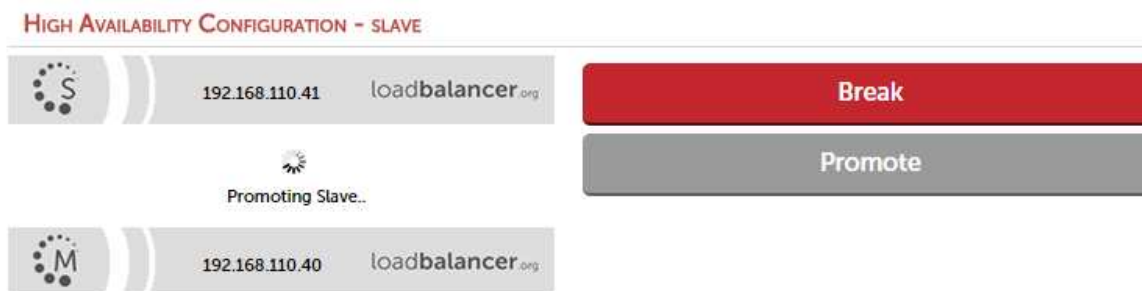 HIGH AVAILABILITY CONFIGURATION - SLAVE
S 192.168.110.41 loadbalancer.org
Break
Promote
Promoting Slave..
M 192.168.110.40 loadbalancer.org